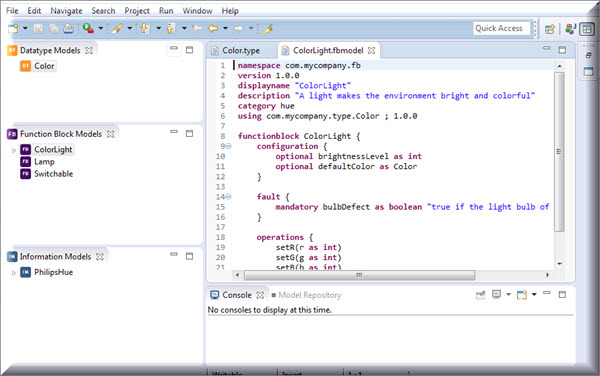 File Edit Navigate Search Project Run Window Help
Quick Access
Datatype Models
DT Color
Function Block Models
FB ColorLight
FB Lamp
FB Switchable
Information Models
IM PhilipsHue
Color.type ColorLight.fbmodel
1 namespace com.mycompany.fb
2 version 1.0.0
3 displayname "ColorLight"
4 description "A light makes the environment bright and colorful"
5 category hue
6 using com.mycompany.type.Color ; 1.0.0
7
8 functionblock ColorLight {
9 configuration {
10 optional brightnessLevel as int
11 optional defaultColor as Color
12 }
13
14 fault {
15 mandatory bulbDefect as boolean "true if the light bulb of
16 }
17
18 operations {
19 setR(r as int)
20 setG(g as int)
21 setB(b as int)
Console Model Repository
No consoles to display at this time.
Writable Insert 1 : 1